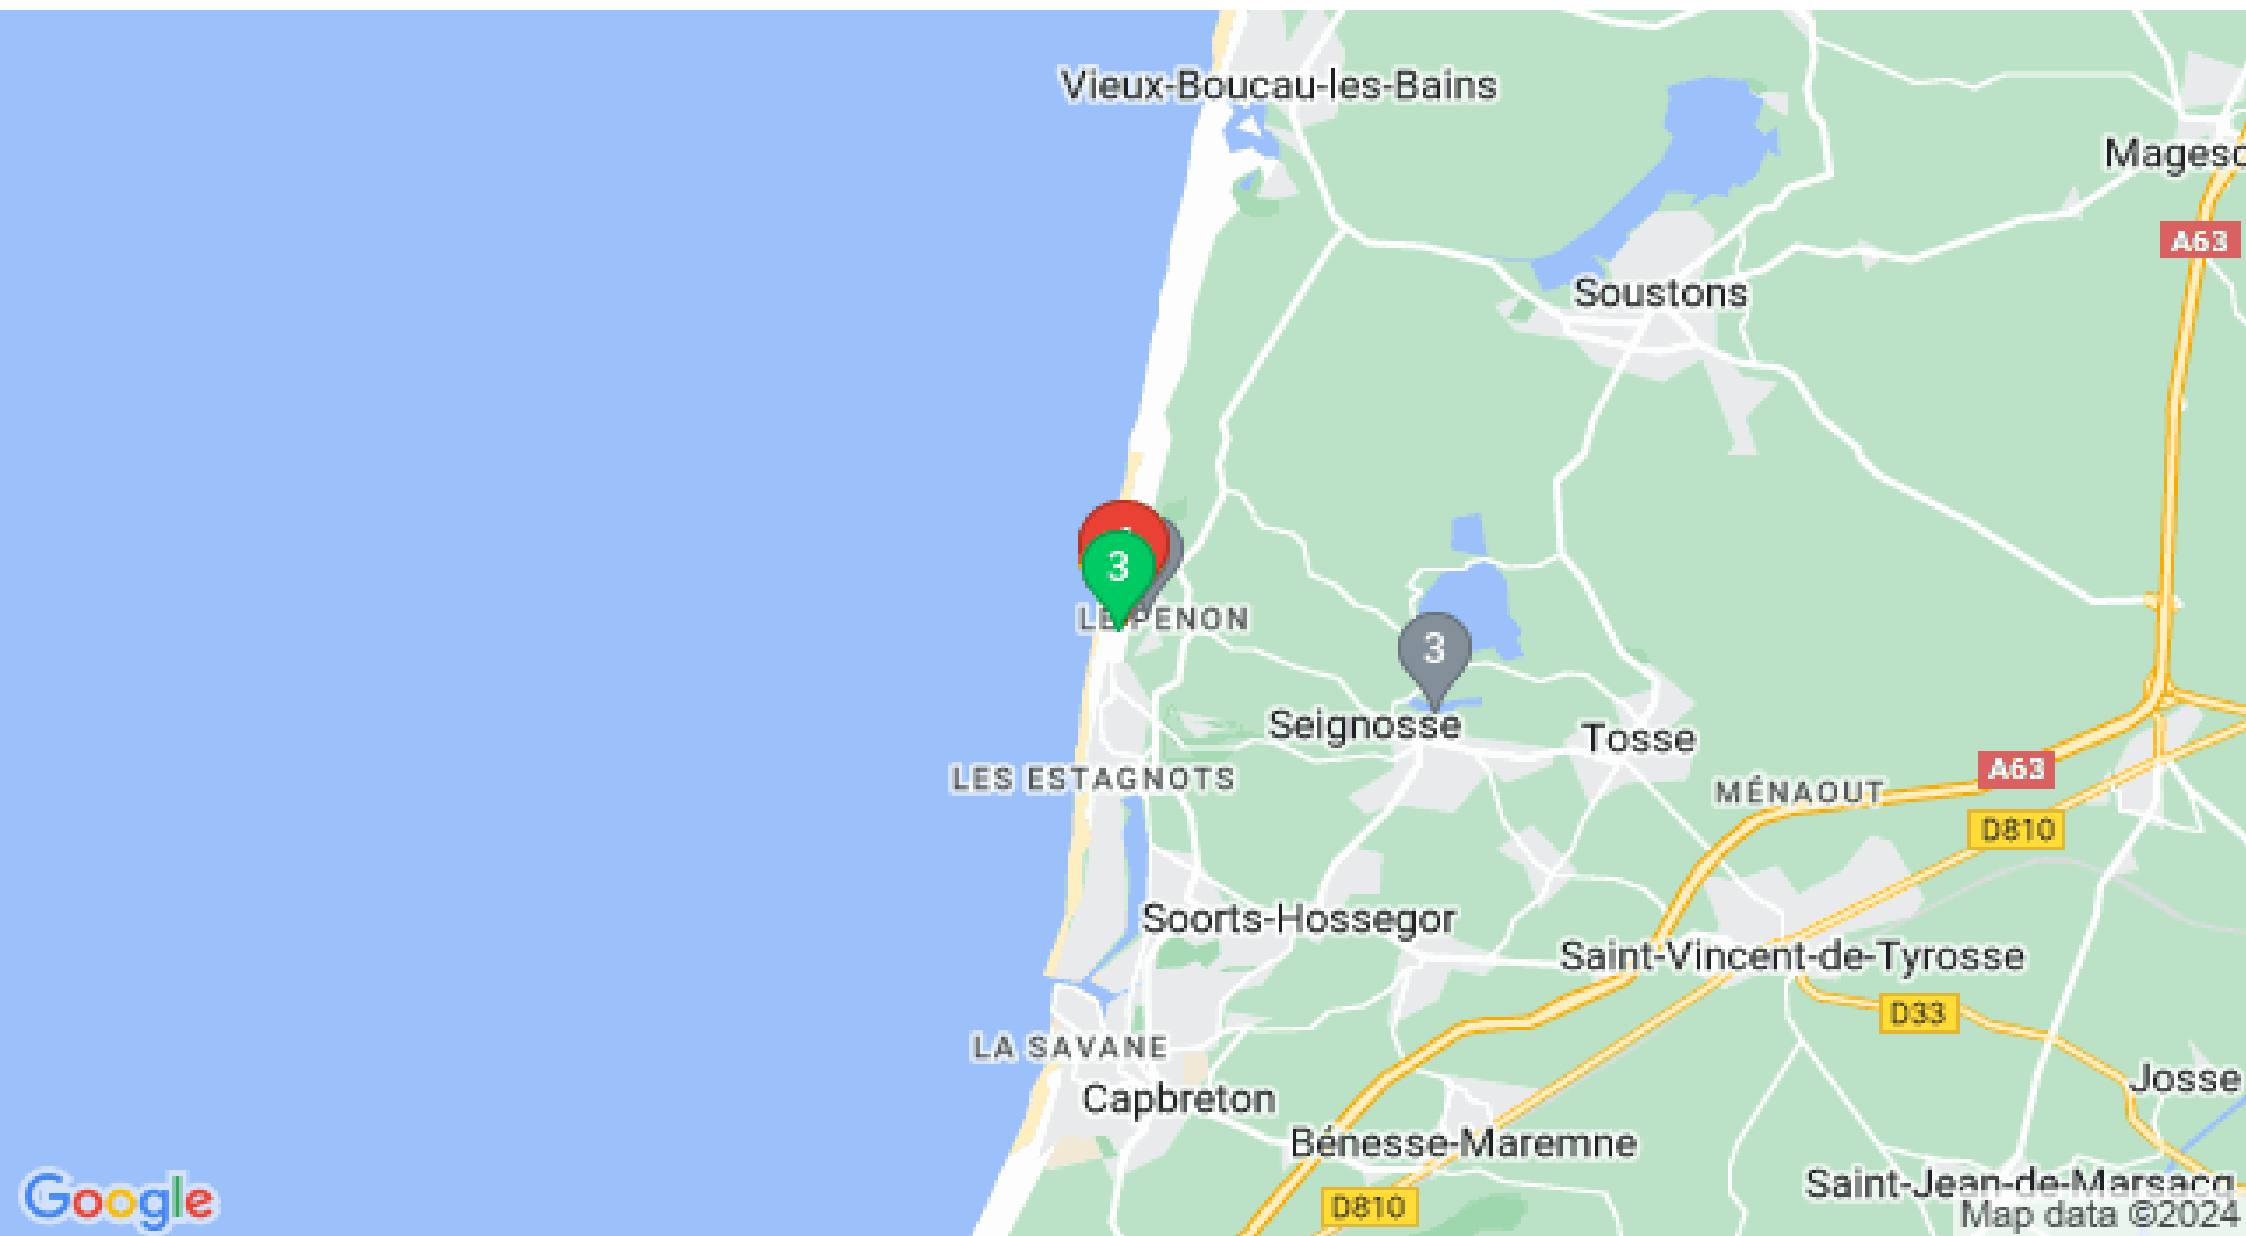 Vieux-Boucau-les-Bains
Magesc
A63
Soustons
3
LE PENON
3
Seignosse
Tosse
LES ESTAGNOTS
MÉNAOUT
A63
D810
Soorts-Hossegor
Saint-Vincent-de-Tyrosse
D33
LA SAVANE
Josse
Capbreton
Bénesse-Maremne
Saint-Jean-de-Marsacq
D810
Google
Map data ©2024